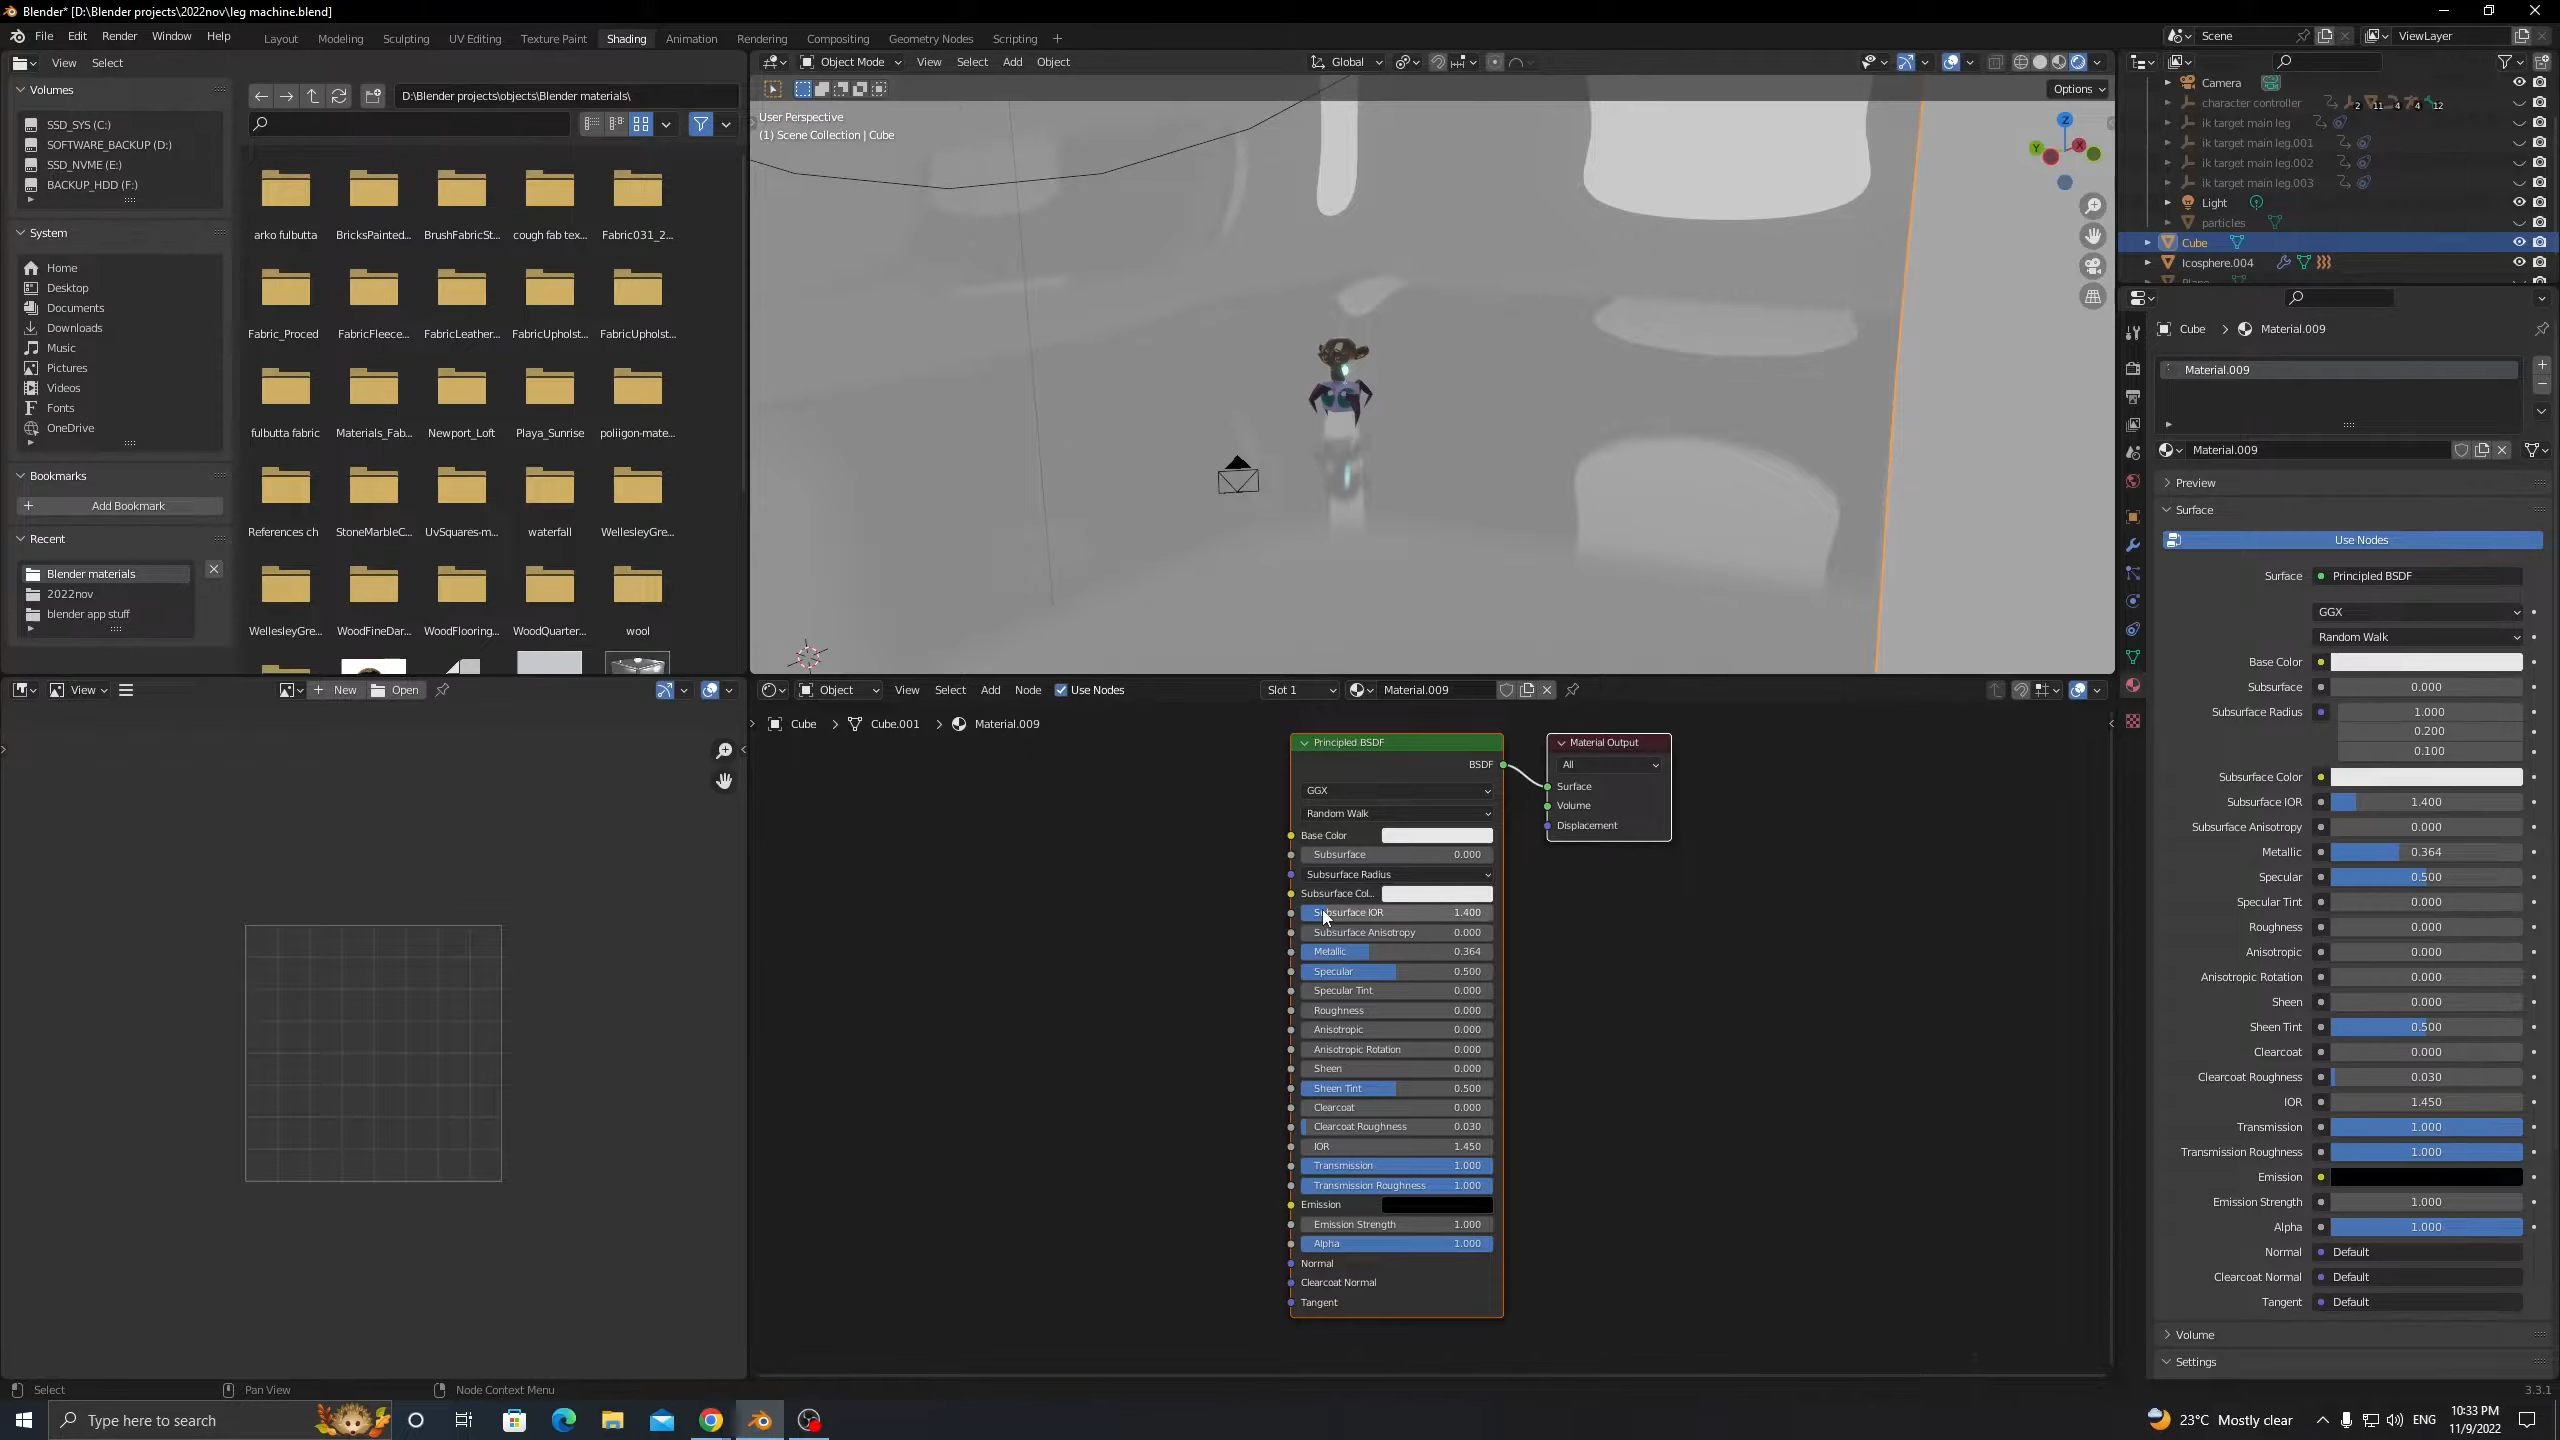 Blender* [D:\Blender projects\2022nov\leg machine.blend]
File Edit Render Window Help
Layout Modeling Sculpting UV Editing Texture Paint Shading Animation Rendering Compositing Geometry Nodes Scripting
Scene ViewLayer
View Select
Volumes
SSD_SYS (C:)
SOFTWARE_BACKUP (D:)
SSD_NVME (E:)
BACKUP_HDD (F:)
System
Home
Desktop
Documents
Downloads
Music
Pictures
Videos
Fonts
OneDrive
Bookmarks
Add Bookmark
Recent
Blender materials
2022nov
blender app stuff
D:\Blender projects\objects\Blender materials\
arko fulbutta BricksPainted... BrushFabricSt... cough fab tex... Fabric031_2...
Fabric_Proced FabricFleece... FabricLeather... FabricUpholst... FabricUpholst...
fulbutta fabric Materials_Fab... Newport_Loft Playa_Sunrise poliigon-mate...
References ch StoneMarbleC... UvSquares-m... waterfall WellesleyGre...
WellesleyGre... WoodFineDar... WoodFlooring... WoodQuarter... wool
Object Mode View Select Add Object Global
Options
User Perspective
(1) Scene Collection | Cube
Z
Y X
Camera
character controller 2 11 4 4 12
ik target main leg
ik target main leg.001
ik target main leg.002
ik target main leg.003
Light
particles
Cube
Icosphere.004
Cube > Material.009
Material.009
Material.009
Preview
Surface
Use Nodes
Surface Principled BSDF
GGX
Random Walk
Base Color
Subsurface 0.000
Subsurface Radius 1.000
0.200
0.100
Subsurface Color
Subsurface IOR 1.400
Subsurface Anisotropy 0.000
Metallic 0.364
Specular 0.500
Specular Tint 0.000
Roughness 0.000
Anisotropic 0.000
Anisotropic Rotation 0.000
Sheen 0.000
Sheen Tint 0.500
Clearcoat 0.000
Clearcoat Roughness 0.030
IOR 1.450
Transmission 1.000
Transmission Roughness 1.000
Emission
Emission Strength 1.000
Alpha 1.000
Normal Default
Clearcoat Normal Default
Tangent Default
Volume
Settings
View New Open
Object View Select Add Node Use Nodes Slot 1 Material.009
Cube > Cube.001 > Material.009
Principled BSDF
BSDF
GGX
Random Walk
Base Color
Subsurface 0.000
Subsurface Radius
Subsurface Col...
Subsurface IOR 1.400
Subsurface Anisotropy 0.000
Metallic 0.364
Specular 0.500
Specular Tint 0.000
Roughness 0.000
Anisotropic 0.000
Anisotropic Rotation 0.000
Sheen 0.000
Sheen Tint 0.500
Clearcoat 0.000
Clearcoat Roughness 0.030
IOR 1.450
Transmission 1.000
Transmission Roughness 1.000
Emission
Emission Strength 1.000
Alpha 1.000
Normal
Clearcoat Normal
Tangent
Material Output
All
Surface
Volume
Displacement
Select Pan View Node Context Menu 3.3.1
Type here to search
23°C Mostly clear ENG
10:33 PM
11/9/2022